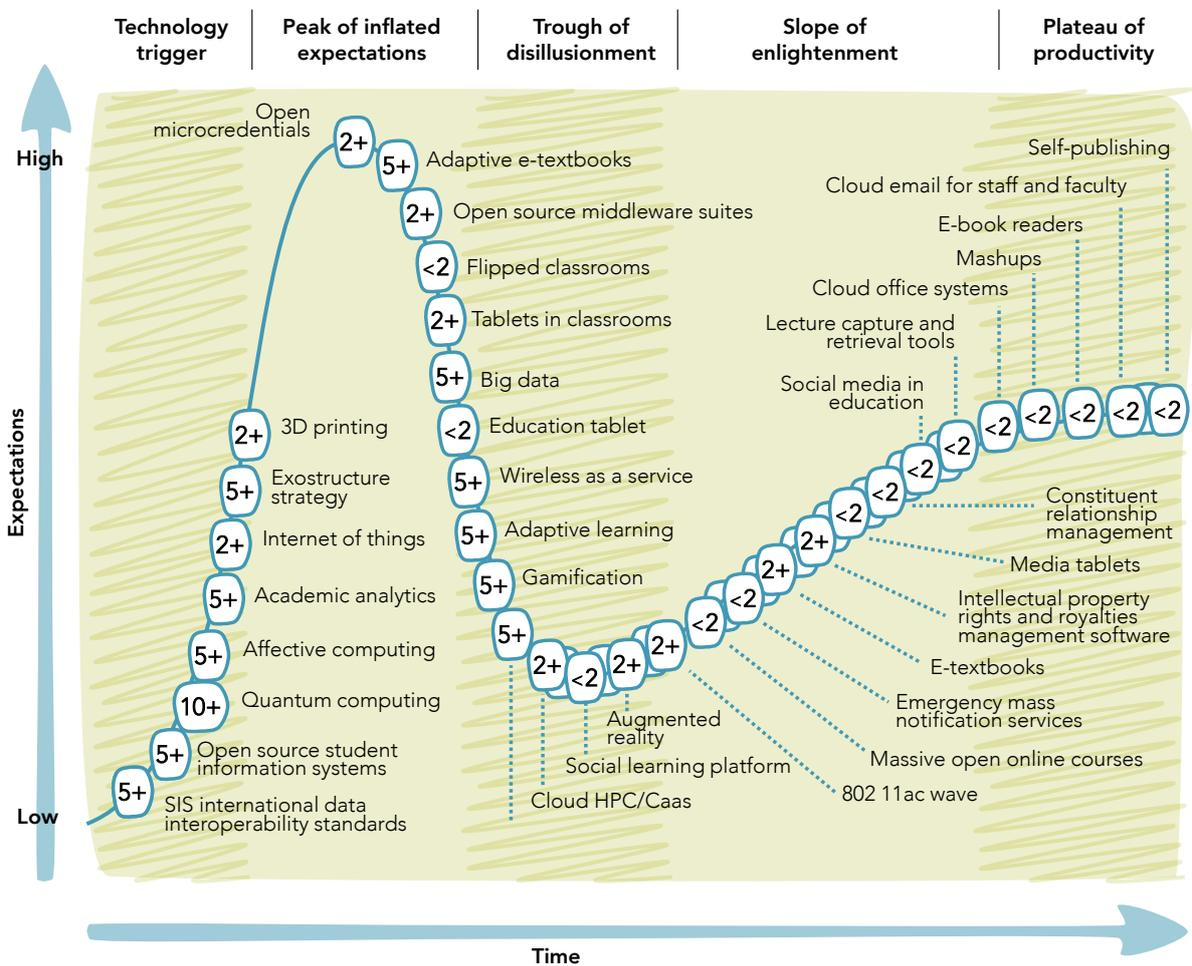 Technology
trigger
Peak of inflated
expectations
Trough of
disillusionment
Slope of
enlightenment
Plateau of
productivity
High
Expectations
Low
Time
Open
microcredentials
2+
5+
Adaptive e-textbooks
2+
Open source middleware suites
<2
Flipped classrooms
2+
Tablets in classrooms
5+
Big data
<2
Education tablet
5+
Wireless as a service
5+
Adaptive learning
5+
Gamification
5+
2+
<2
2+
2+
2+
3D printing
5+
Exostructure
strategy
2+
Internet of things
5+
Academic analytics
5+
Affective computing
10+
Quantum computing
5+
Open source student
information systems
5+
SIS international data
interoperability standards
Augmented
reality
Social learning platform
Cloud HPC/Caas
<2
<2
2+
2+
<2
<2
<2
<2
<2
<2
<2
<2
<2
Self-publishing
Cloud email for staff and faculty
E-book readers
Mashups
Cloud office systems
Lecture capture and
retrieval tools
Social media in
education
Constituent
relationship
management
Media tablets
Intellectual property
rights and royalties
management software
E-textbooks
Emergency mass
notification services
Massive open online courses
802 11ac wave